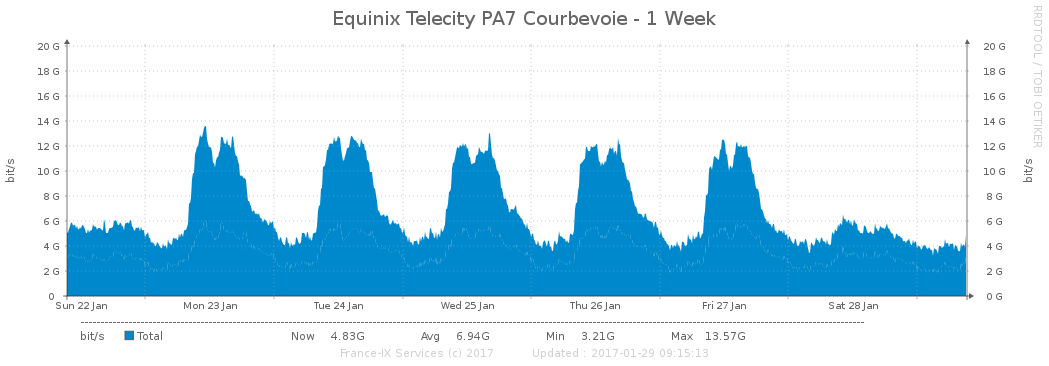 Equinix Telecity PA7 Courbevoie - 1 Week
RRDTOOL / TOBI OETIKER
bit/s
20 G
18 G
16 G
14 G
12 G
10 G
8 G
6 G
4 G
2 G
0
20 G
18 G
16 G
14 G
12 G
10 G
8 G
6 G
4 G
2 G
0 G
bit/s
Sun 22 Jan Mon 23 Jan Tue 24 Jan Wed 25 Jan Thu 26 Jan Fri 27 Jan Sat 28 Jan
bit/s Total Now 4.83G Avg 6.94G Min 3.21G Max 13.57G
France-IX Services (c) 2017 Updated : 2017-01-29 09:15:13